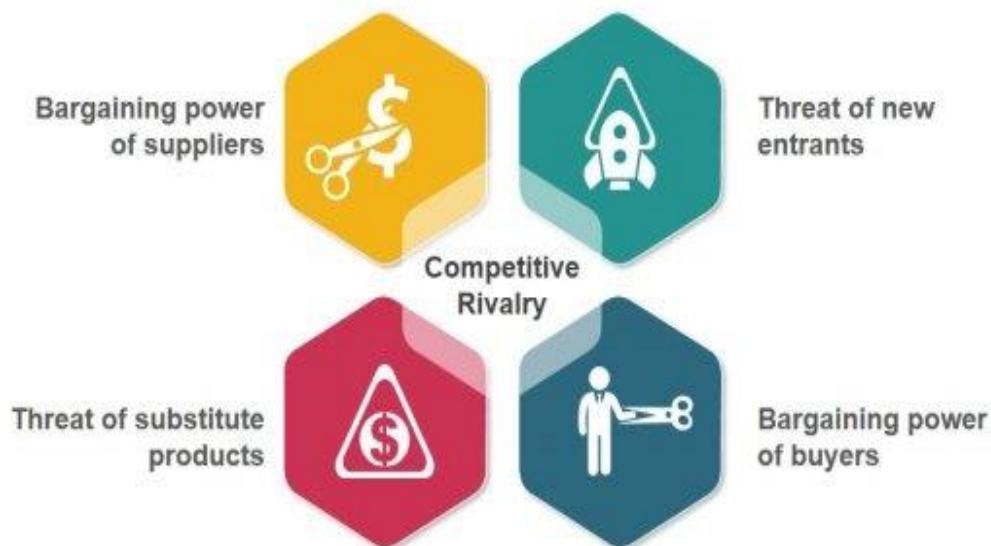 Bargaining power
of suppliers
Threat of new
entrants
Competitive
Rivalry
Threat of substitute
products
Bargaining power
of buyers